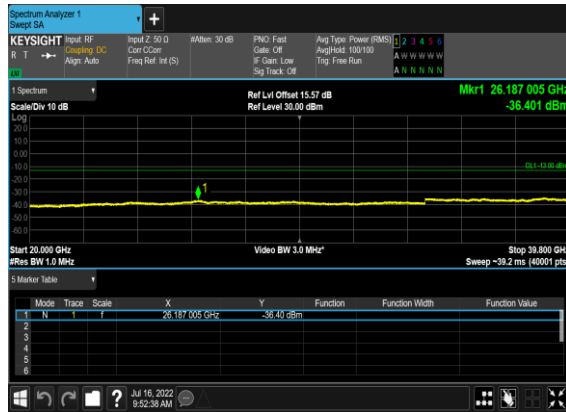 Spectrum Analyzer 1
Swept SA
+
KEYSIGHT Input: RF Input Z: 50 Ω #Atten: 30 dB PNO: Fast Avg Type: Power (RMS) 1 2 3 4 5 6
R T Coupling: DC Corr CCorr Gate: Off Avg|Hold: 100/100 A W W W W W
Align: Auto Freq Ref: Int (S) IF Gain: Low Trig: Free Run
LW Sig Track: Off A N N N N N
1 Spectrum Ref Lvl Offset 15.57 dB Mkr1 26.187 005 GHz
Scale/Div 10 dB Ref Level 30.00 dBm -36.401 dBm
Log
20.0
10.0
0.00
-10.0 DL1 -13.00 dBm
-20.0
1
-30.0
-40.0
-50.0
-60.0
Start 20.000 GHz Video BW 3.0 MHz* Stop 39.800 GHz
#Res BW 1.0 MHz Sweep ~39.2 ms (40001 pts)
5 Marker Table
Mode Trace Scale X Y Function Function Width Function Value
1 N 1 f 26.187 005 GHz -36.40 dBm
2
3
4
5
6
? Jul 16, 2022
9:52:38 AM